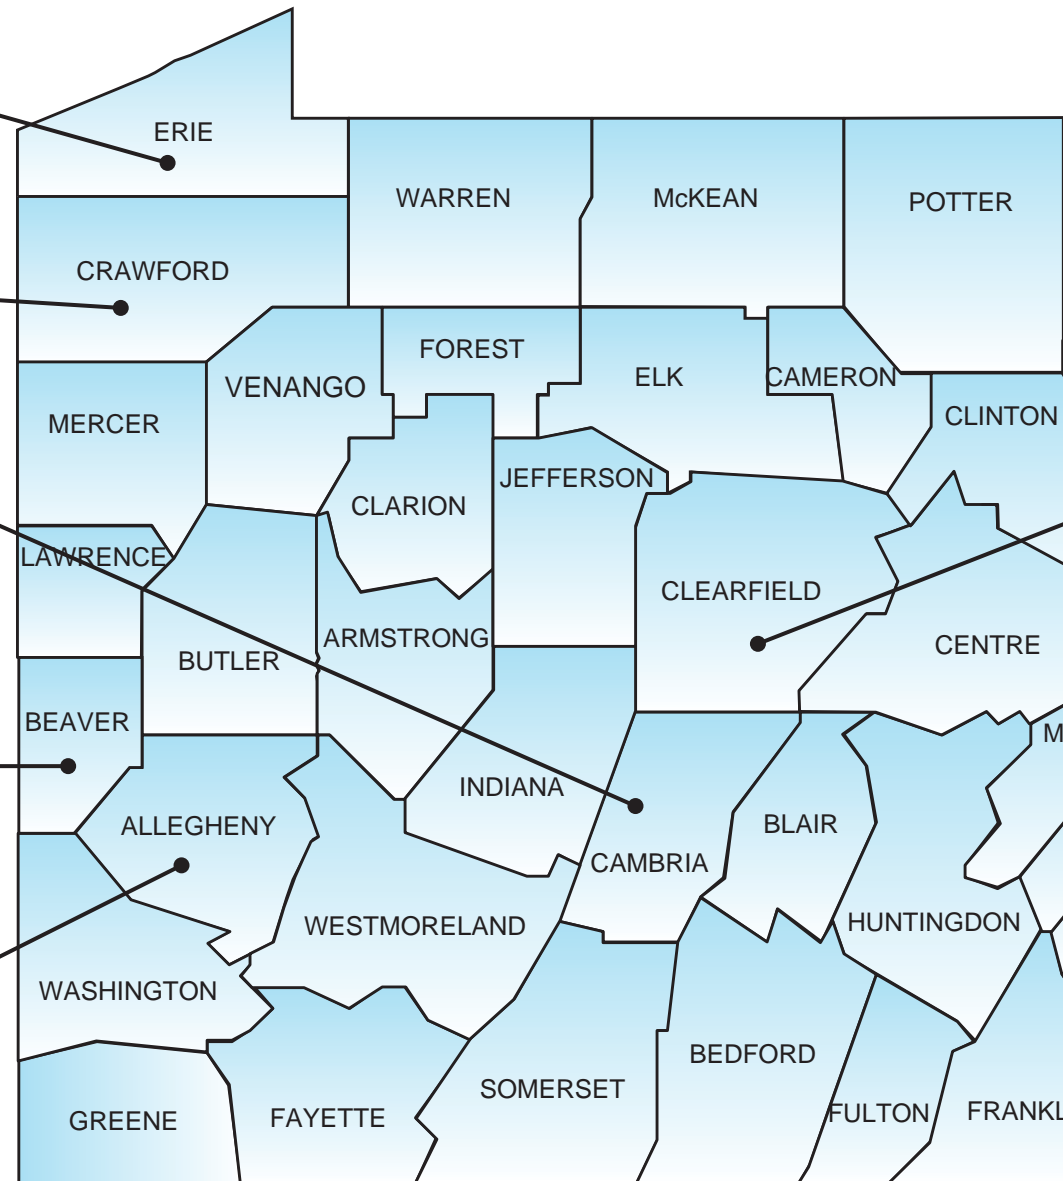 ERIE
WARREN
McKEAN
POTTER
CRAWFORD
FOREST
ELK
CAMERON
VENANGO
CLINTON
MERCER
JEFFERSON
CLARION
LAWRENCE
CLEARFIELD
ARMSTRONG
CENTRE
BUTLER
BEAVER
M
INDIANA
ALLEGHENY
BLAIR
CAMBRIA
HUNTINGDON
WESTMORELAND
WASHINGTON
BEDFORD
SOMERSET
FULTON
FRANKL
FAYETTE
GREENE